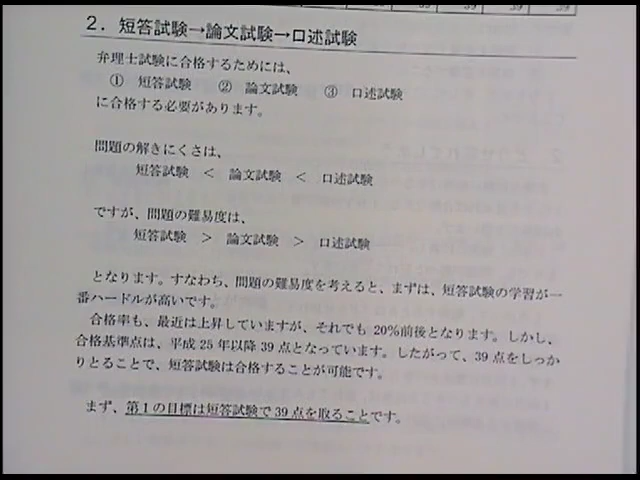 39 39 39 39
2．短答試験→論文試験→口述試験
弁理士試験に合格するためには、
① 短答試験 ② 論文試験 ③ 口述試験
に合格する必要があります。
問題の解きにくさは、
短答試験 ＜ 論文試験 ＜ 口述試験
ですが、問題の難易度は、
短答試験 ＞ 論文試験 ＞ 口述試験
となります。すなわち、問題の難易度を考えると、まずは、短答試験の学習が一
番ハードルが高いです。
合格率も、最近は上昇していますが、それでも 20%前後となります。しかし、
合格基準点は、平成 25 年以降 39 点となっています。したがって、39 点をしっか
りとることで、短答試験は合格することが可能です。
まず、第１の目標は短答試験で 39 点を取ることです。